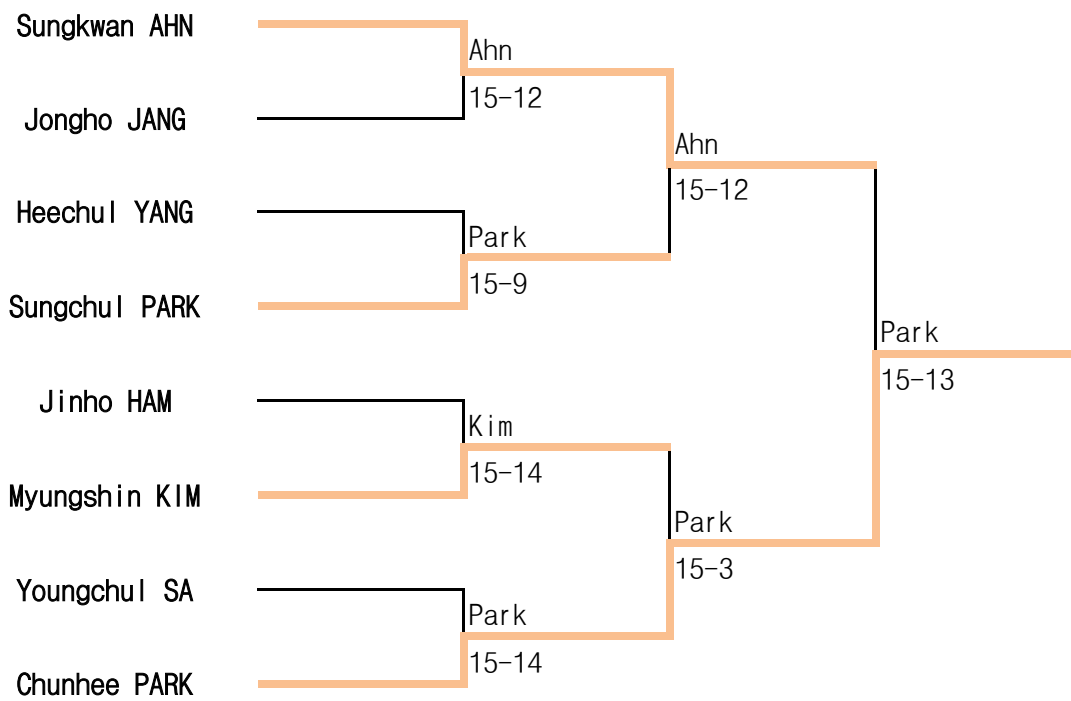 Sungkwan AHN
Ahn
15-12
Jongho JANG
Ahn
15-12
Heechul YANG
Park
15-9
Sungchul PARK
Park
15-13
Jinho HAM
Kim
15-14
Myungshin KIM
Park
15-3
Youngchul SA
Park
15-14
Chunhee PARK